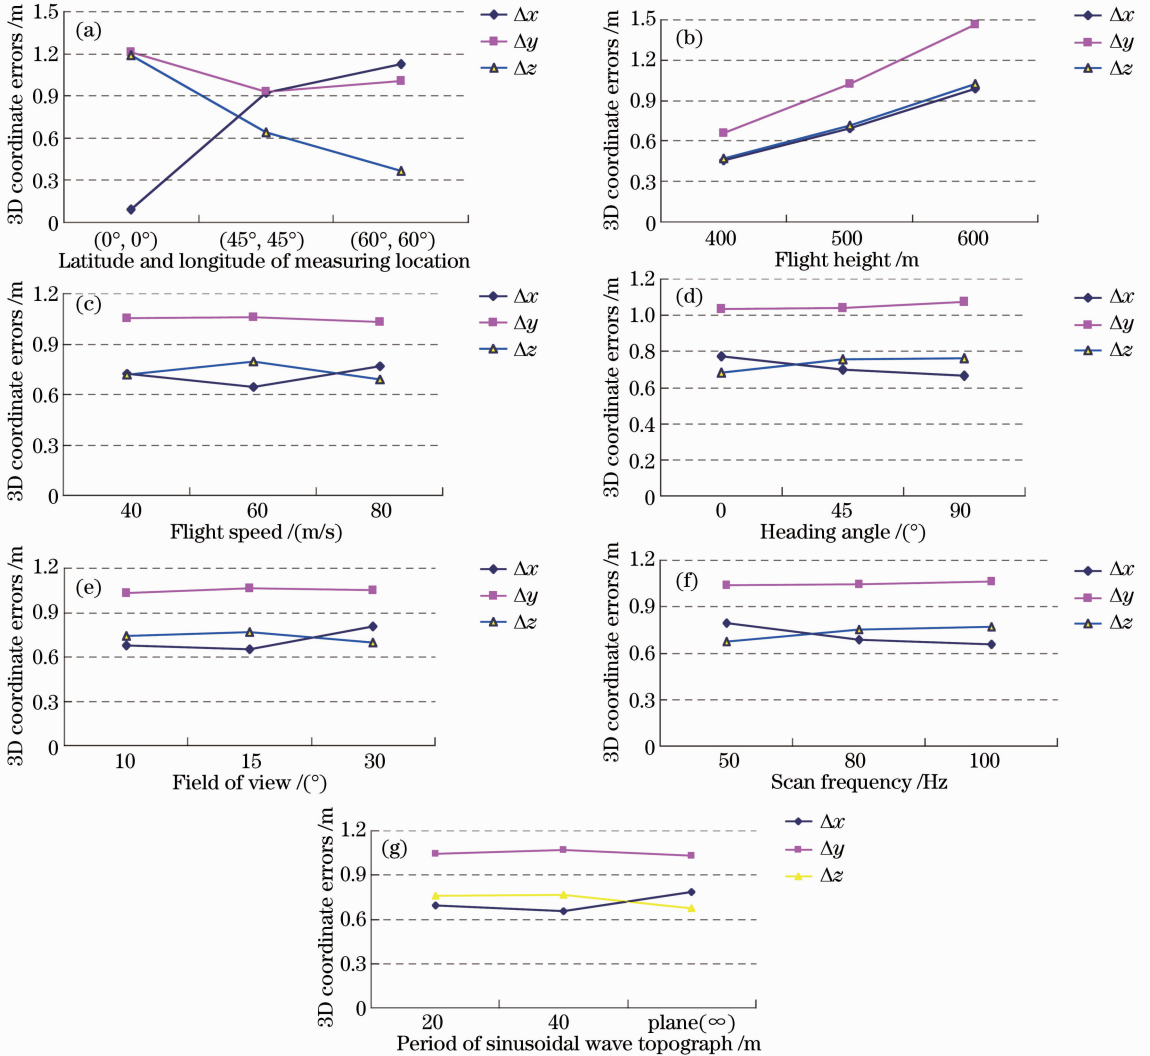 (a)
3D coordinate errors /m
1.5
1.2
0.9
0.6
0.3
0
(0°, 0°) (45°, 45°) (60°, 60°)
Latitude and longitude of measuring location
Δx
Δy
Δz
(b)
3D coordinate errors /m
1.5
1.2
0.9
0.6
0.3
0
400 500 600
Flight height /m
Δx
Δy
Δz
(c)
3D coordinate errors /m
1.2
0.9
0.6
0.3
0
40 60 80
Flight speed /(m/s)
Δx
Δy
Δz
(d)
3D coordinate errors /m
1.2
1.0
0.8
0.6
0.4
0.2
0
0 45 90
Heading angle /(°)
Δx
Δy
Δz
(e)
3D coordinate errors /m
1.2
0.9
0.6
0.3
0
10 15 30
Field of view /(°)
Δx
Δy
Δz
(f)
3D coordinate errors /m
1.2
0.9
0.6
0.3
0
50 80 100
Scan frequency /Hz
Δx
Δy
Δz
(g)
3D coordinate errors /m
1.2
0.9
0.6
0.3
0
20 40 plane(∞)
Period of sinusoidal wave topograph /m
Δx
Δy
Δz